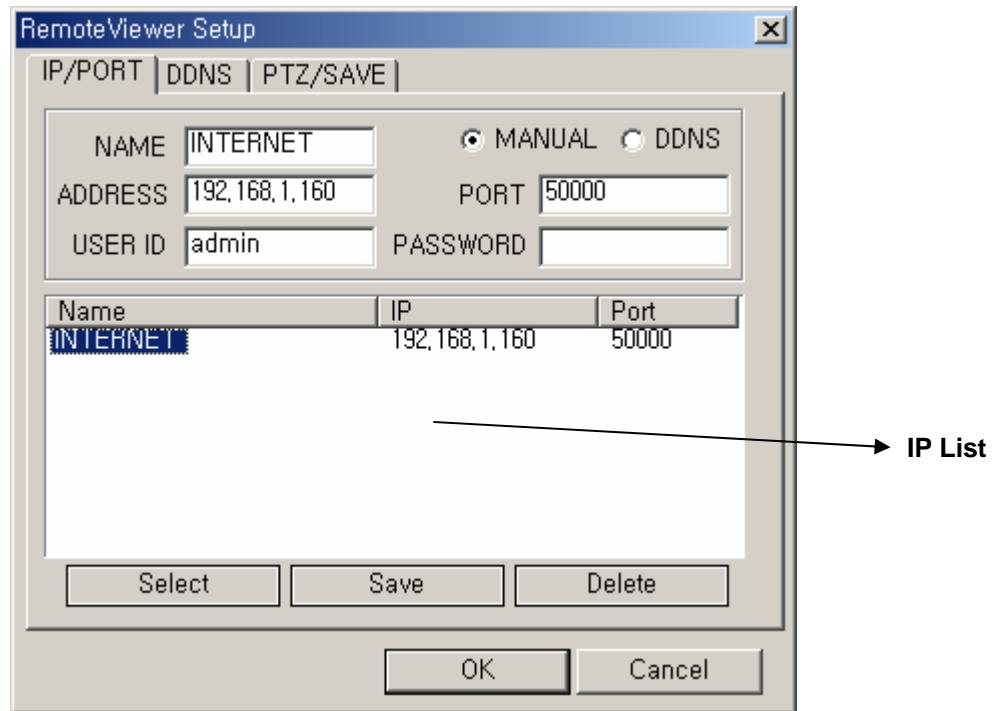 RemoteViewer Setup
IP/PORT DDNS PTZ/SAVE
NAME INTERNET MANUAL DDNS
ADDRESS 192,168,1,160 PORT 50000
USER ID admin PASSWORD
Name IP Port
INTERNET 192,168,1,160 50000
IP List
Select Save Delete
OK Cancel